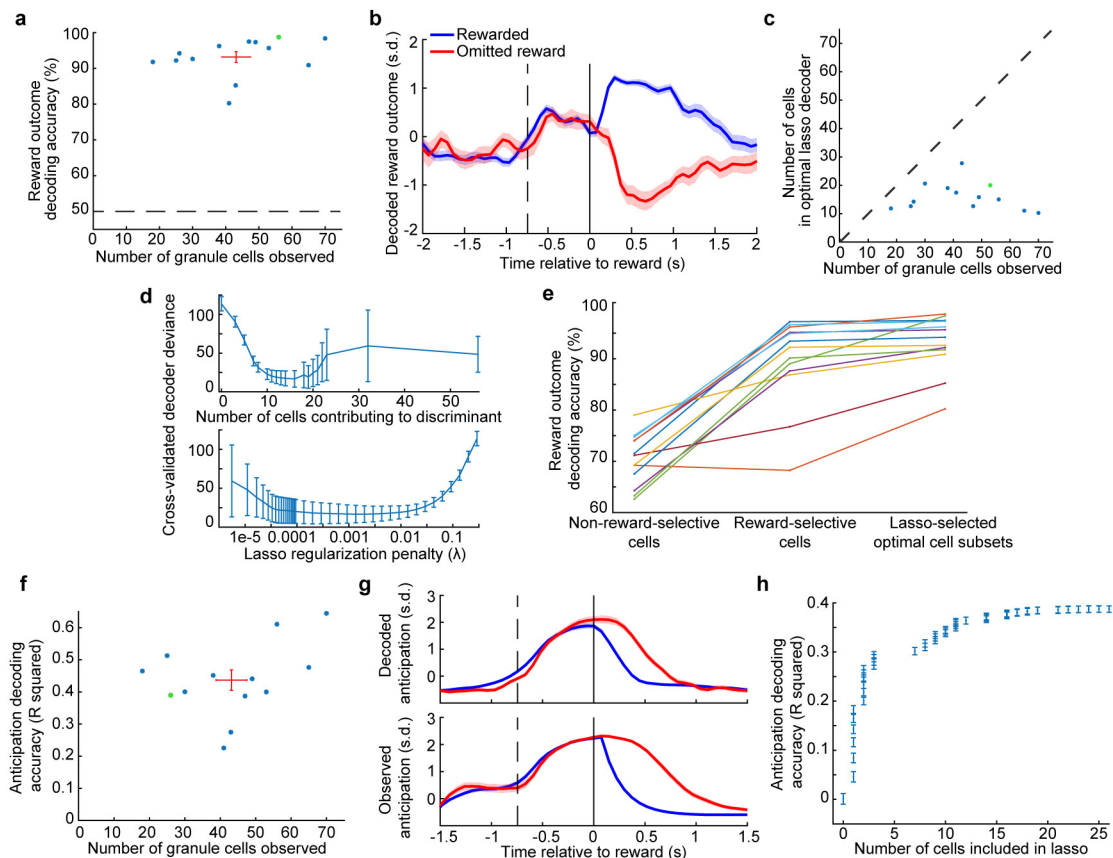 a
Reward outcome
decoding accuracy (%)
100
90
80
70
60
50
0 10 20 30 40 50 60 70
Number of granule cells observed
b
Rewarded
Omitted reward
Decoded reward outcome (s.d.)
2
1
0
-1
-2
-2 -1.5 -1 -0.5 0 0.5 1 1.5 2
Time relative to reward (s)
c
Number of cells
in optimal lasso decoder
70
60
50
40
30
20
10
0
0 10 20 30 40 50 60 70
Number of granule cells observed
d
Cross-validated decoder deviance
100
50
0
0 10 20 30 40 50
Number of cells contributing to discriminant
100
50
0
1e-5 0.0001 0.001 0.01 0.1
Lasso regularization penalty (λ)
e
Reward outcome
decoding accuracy (%)
100
90
80
70
60
Non-reward-selective
cells
Reward-selective
cells
Lasso-selected
optimal cell subsets
f
Anticipation decoding
accuracy (R squared)
0.6
0.5
0.4
0.3
0.2
0.1
0
0 10 20 30 40 50 60 70
Number of granule cells observed
g
Decoded
anticipation (s.d.)
3
2
1
0
Observed
anticipation (s.d.)
3
2
1
0
-1.5 -1 -0.5 0 0.5 1 1.5
Time relative to reward (s)
h
Anticipation decoding
accuracy (R squared)
0.4
0.3
0.2
0.1
0
0 5 10 15 20 25
Number of cells included in lasso